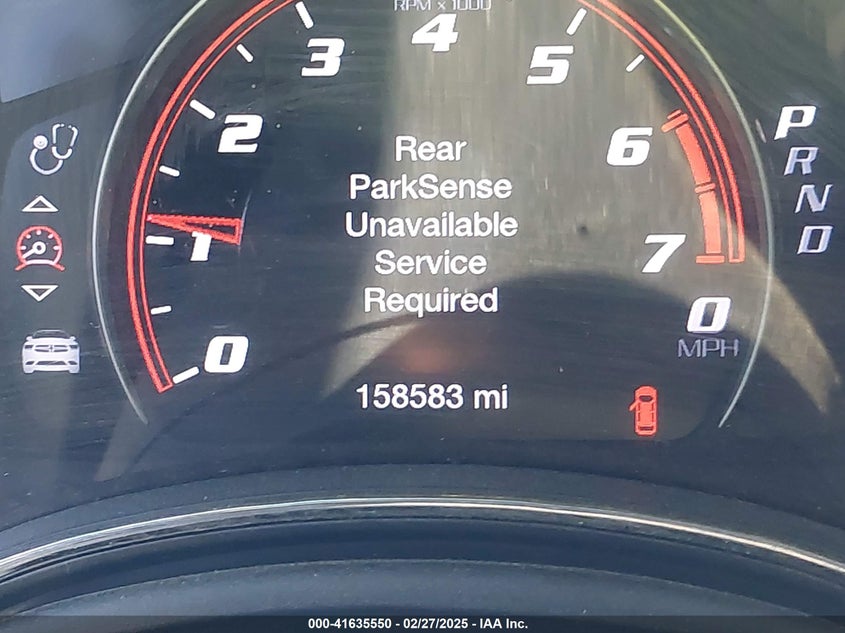 RPM x 1000
4
3
5
2
6
1
7
0
Rear
ParkSense
Unavailable
Service
Required
P
R
N
D
0
MPH
158583 mi
000-41635550 - 02/27/2025 - IAA Inc.